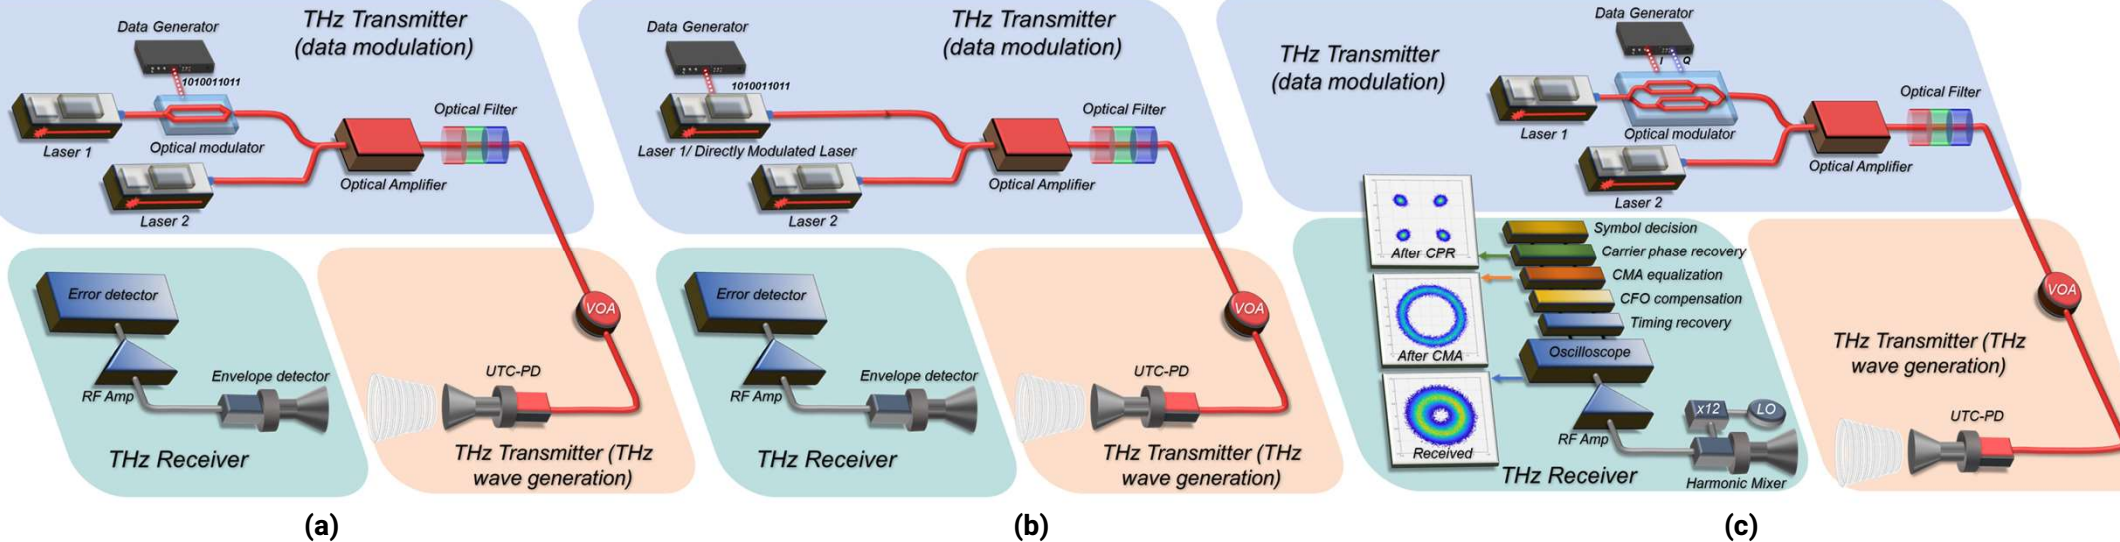 THz Transmitter
(data modulation)
Data Generator
1010011011
Laser 1
Optical modulator
Laser 2
Optical Amplifier
Optical Filter
VOA
Error detector
RF Amp
Envelope detector
THz Receiver
UTC-PD
THz Transmitter (THz
wave generation)
(a)
THz Transmitter
(data modulation)
Data Generator
1010011011
Laser 1/ Directly Modulated Laser
Laser 2
Optical Amplifier
Optical Filter
VOA
Error detector
RF Amp
Envelope detector
THz Receiver
UTC-PD
THz Transmitter (THz
wave generation)
(b)
THz Transmitter
(data modulation)
Data Generator
I Q
Laser 1
Optical modulator
Laser 2
Optical Amplifier
Optical Filter
VOA
After CPR
After CMA
Received
Symbol decision
Carrier phase recovery
CMA equalization
CFO compensation
Timing recovery
Oscilloscope
RF Amp
x12
LO
Harmonic Mixer
THz Receiver
THz Transmitter (THz
wave generation)
UTC-PD
(c)